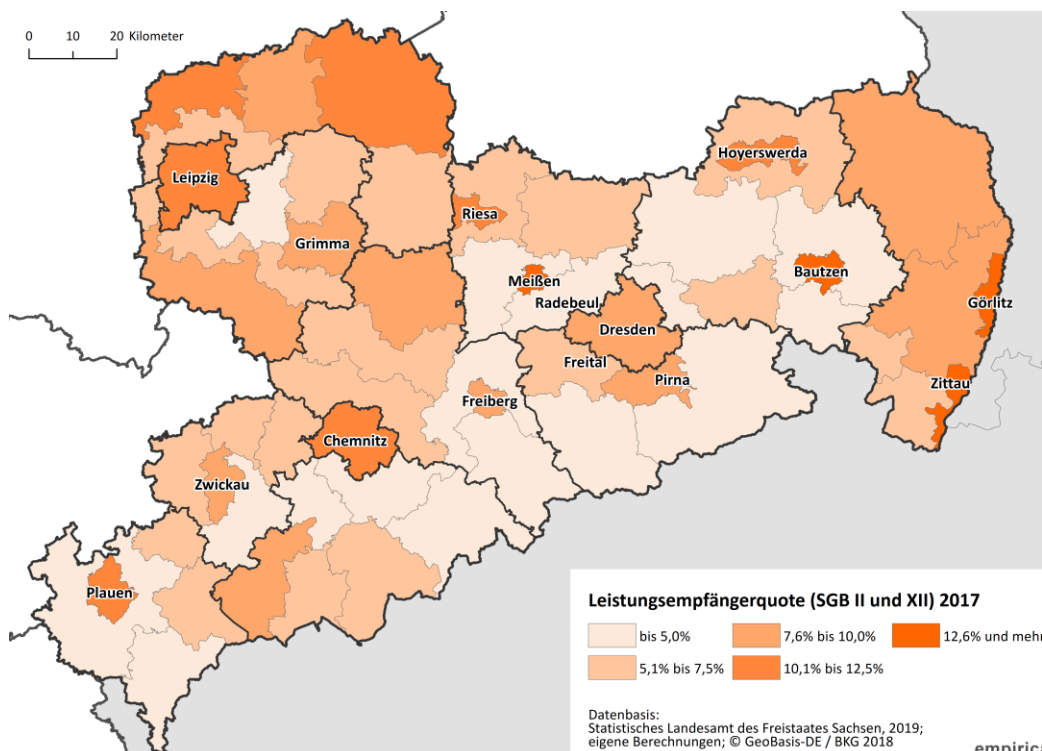 0 10 20 Kilometer
Hoyerswerda
Leipzig
Riesa
Grimma
Bautzen
Meißen
Radebeul
Görlitz
Dresden
Freital
Pirna
Zittau
Freiberg
Chemnitz
Zwickau
Plauen
Leistungsempfängerquote (SGB II und XII) 2017
bis 5,0% 7,6% bis 10,0% 12,6% und mehr
5,1% bis 7,5% 10,1% bis 12,5%
Datenbasis:
Statistisches Landesamt des Freistaates Sachsen, 2019;
eigene Berechnungen; © GeoBasis-DE / BKG 2018
empirica